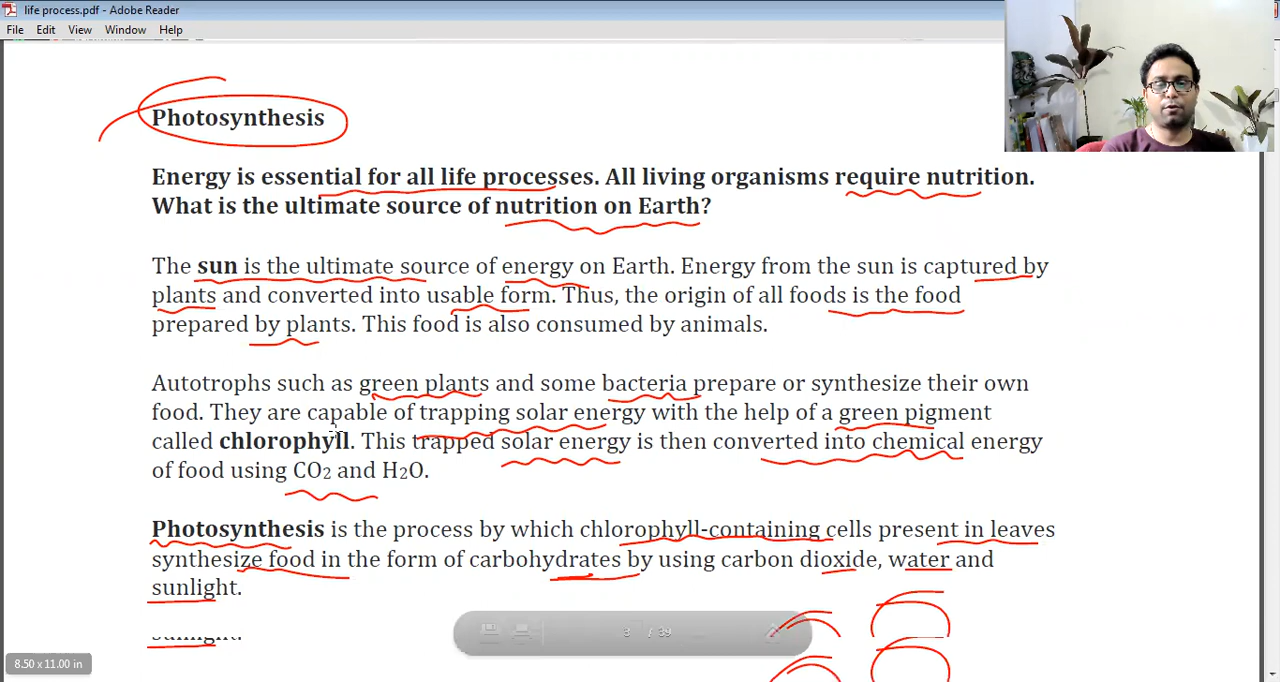 life process.pdf - Adobe Reader
File Edit View Window Help
Photosynthesis
Energy is essential for all life processes. All living organisms require nutrition.
What is the ultimate source of nutrition on Earth?
The sun is the ultimate source of energy on Earth. Energy from the sun is captured by
plants and converted into usable form. Thus, the origin of all foods is the food
prepared by plants. This food is also consumed by animals.
Autotrophs such as green plants and some bacteria prepare or synthesize their own
food. They are capable of trapping solar energy with the help of a green pigment
called chlorophyll. This trapped solar energy is then converted into chemical energy
of food using CO2 and H2O.
Photosynthesis is the process by which chlorophyll-containing cells present in leaves
synthesize food in the form of carbohydrates by using carbon dioxide, water and
sunlight.
sunlight.
3 / 39
8.50 x 11.00 in